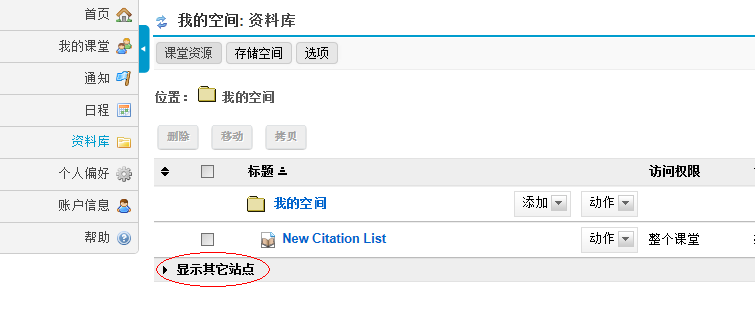 首页
我的课堂
通知
日程
资料库
个人偏好
账户信息
帮助
我的空间: 资料库
课堂资源 存储空间 选项
位置： 我的空间
删除 移动 拷贝
标题 访问权限
我的空间 添加 动作
New Citation List 动作 整个课堂
显示其它站点